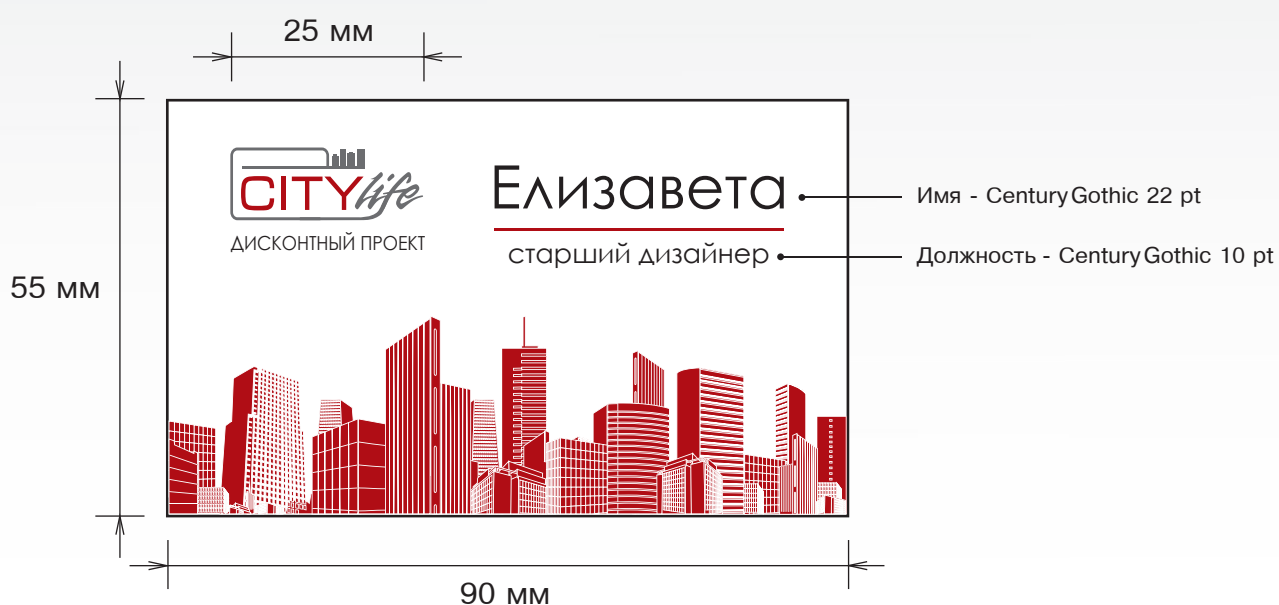 25 мм
CITY life
ДИСКОНТНЫЙ ПРОЕКТ
Елизавета
старший дизайнер
Имя - Century Gothic 22 pt
Должность - Century Gothic 10 pt
55 мм
90 мм